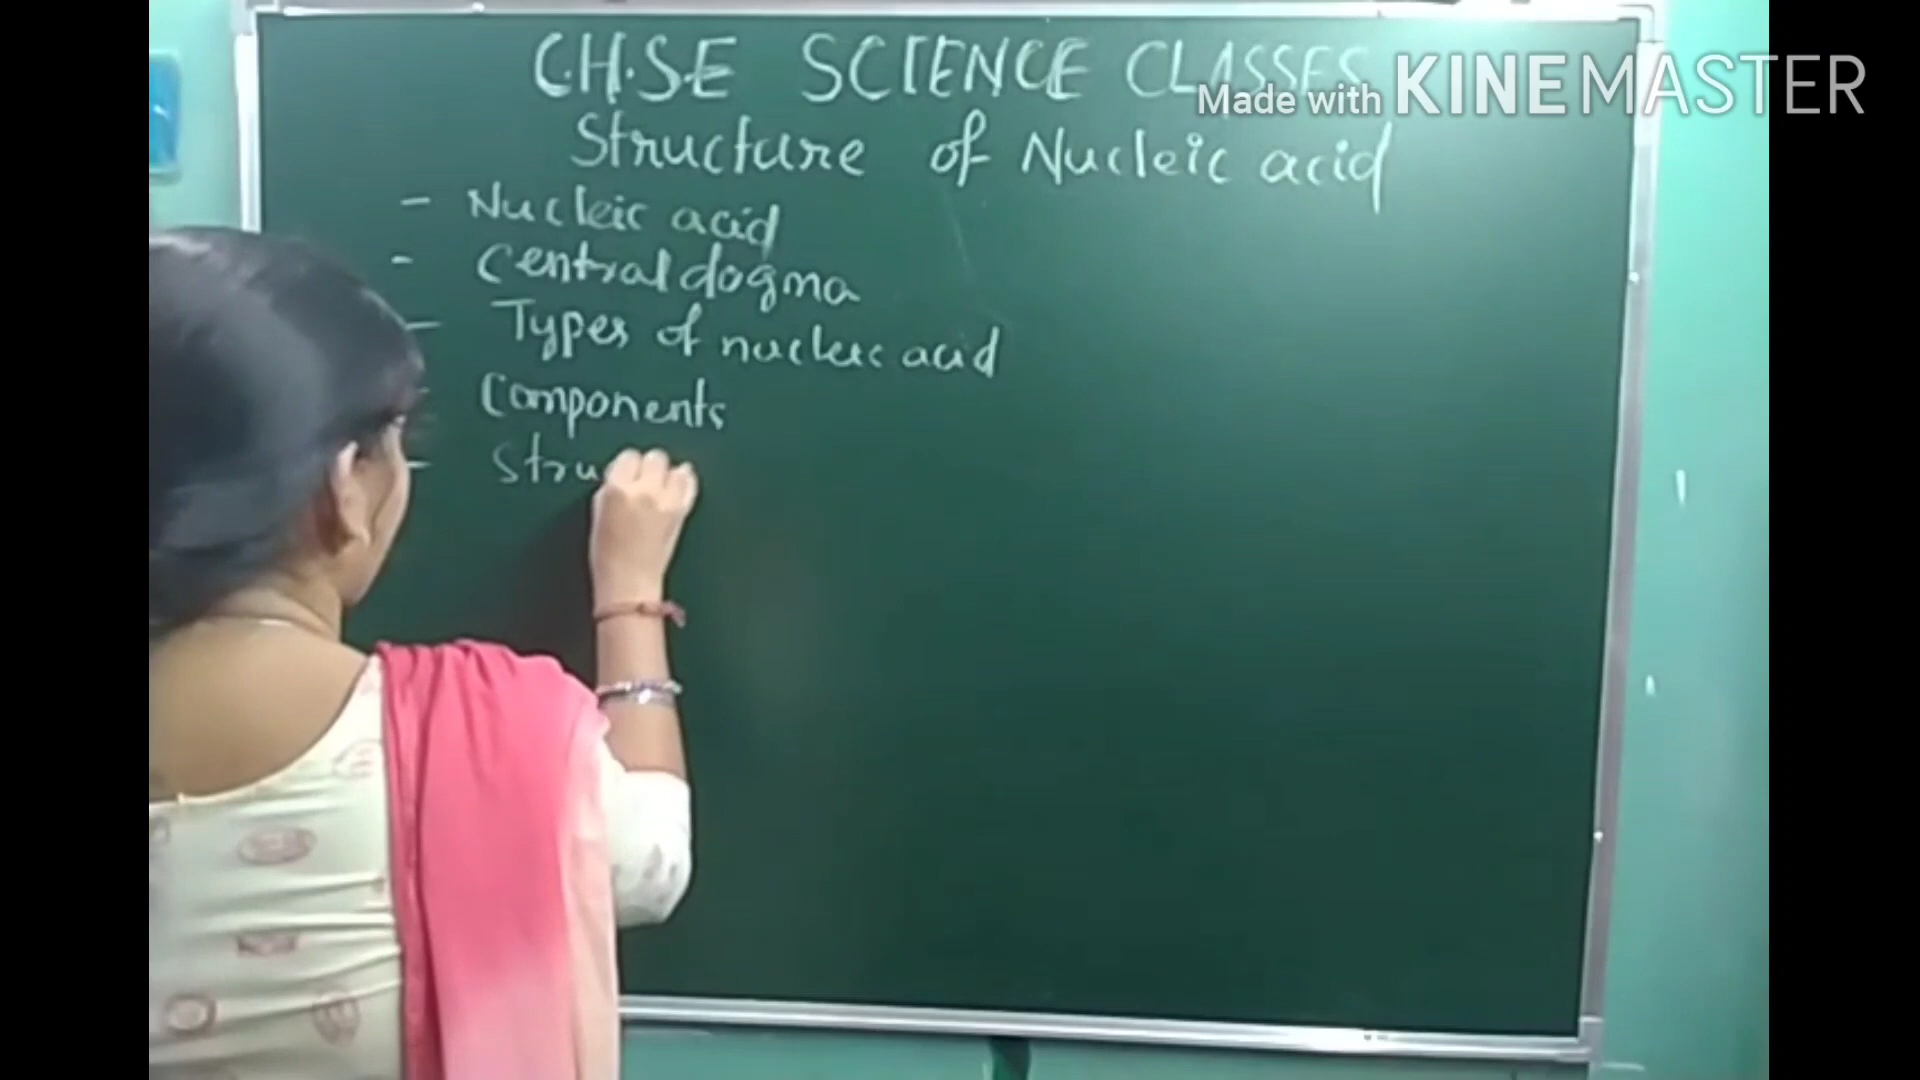 C.H.S.E SCIENCE CLASSES
Made with KINEMASTER
Structure of Nucleic acid
- Nucleic acid
- Central dogma
- Types of nucleic acid
- Components
- Stru